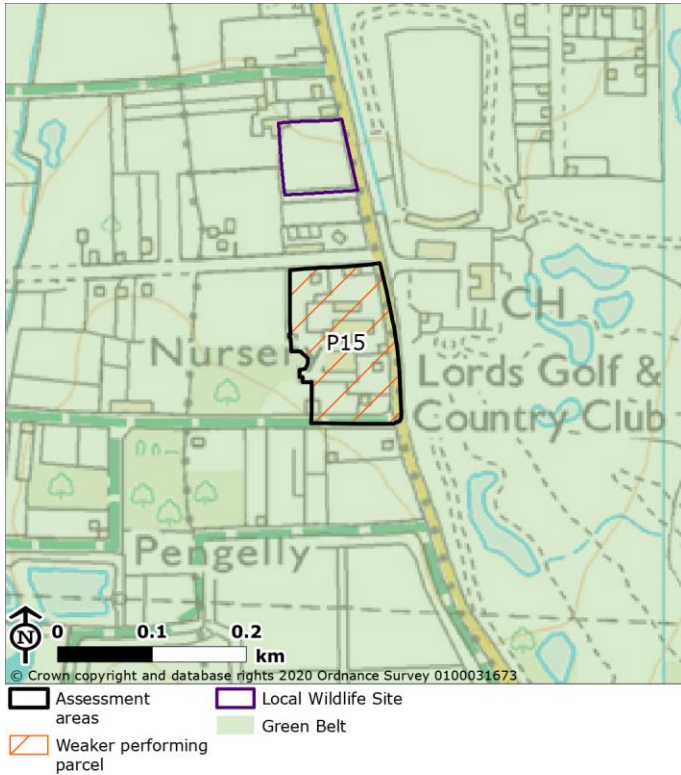 P15
Nurser
CH
Lords Golf &
Country Club
Pengelly
N
0 0.1 0.2
km
© Crown copyright and database rights 2020 Ordnance Survey 0100031673
Assessment
areas
Weaker performing
parcel
Local Wildlife Site
Green Belt